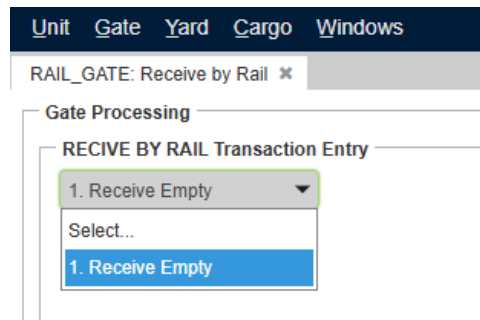 Unit Gate Yard Cargo Windows
RAIL_GATE: Receive by Rail ×
Gate Processing
RECIVE BY RAIL Transaction Entry
1. Receive Empty
Select...
1. Receive Empty